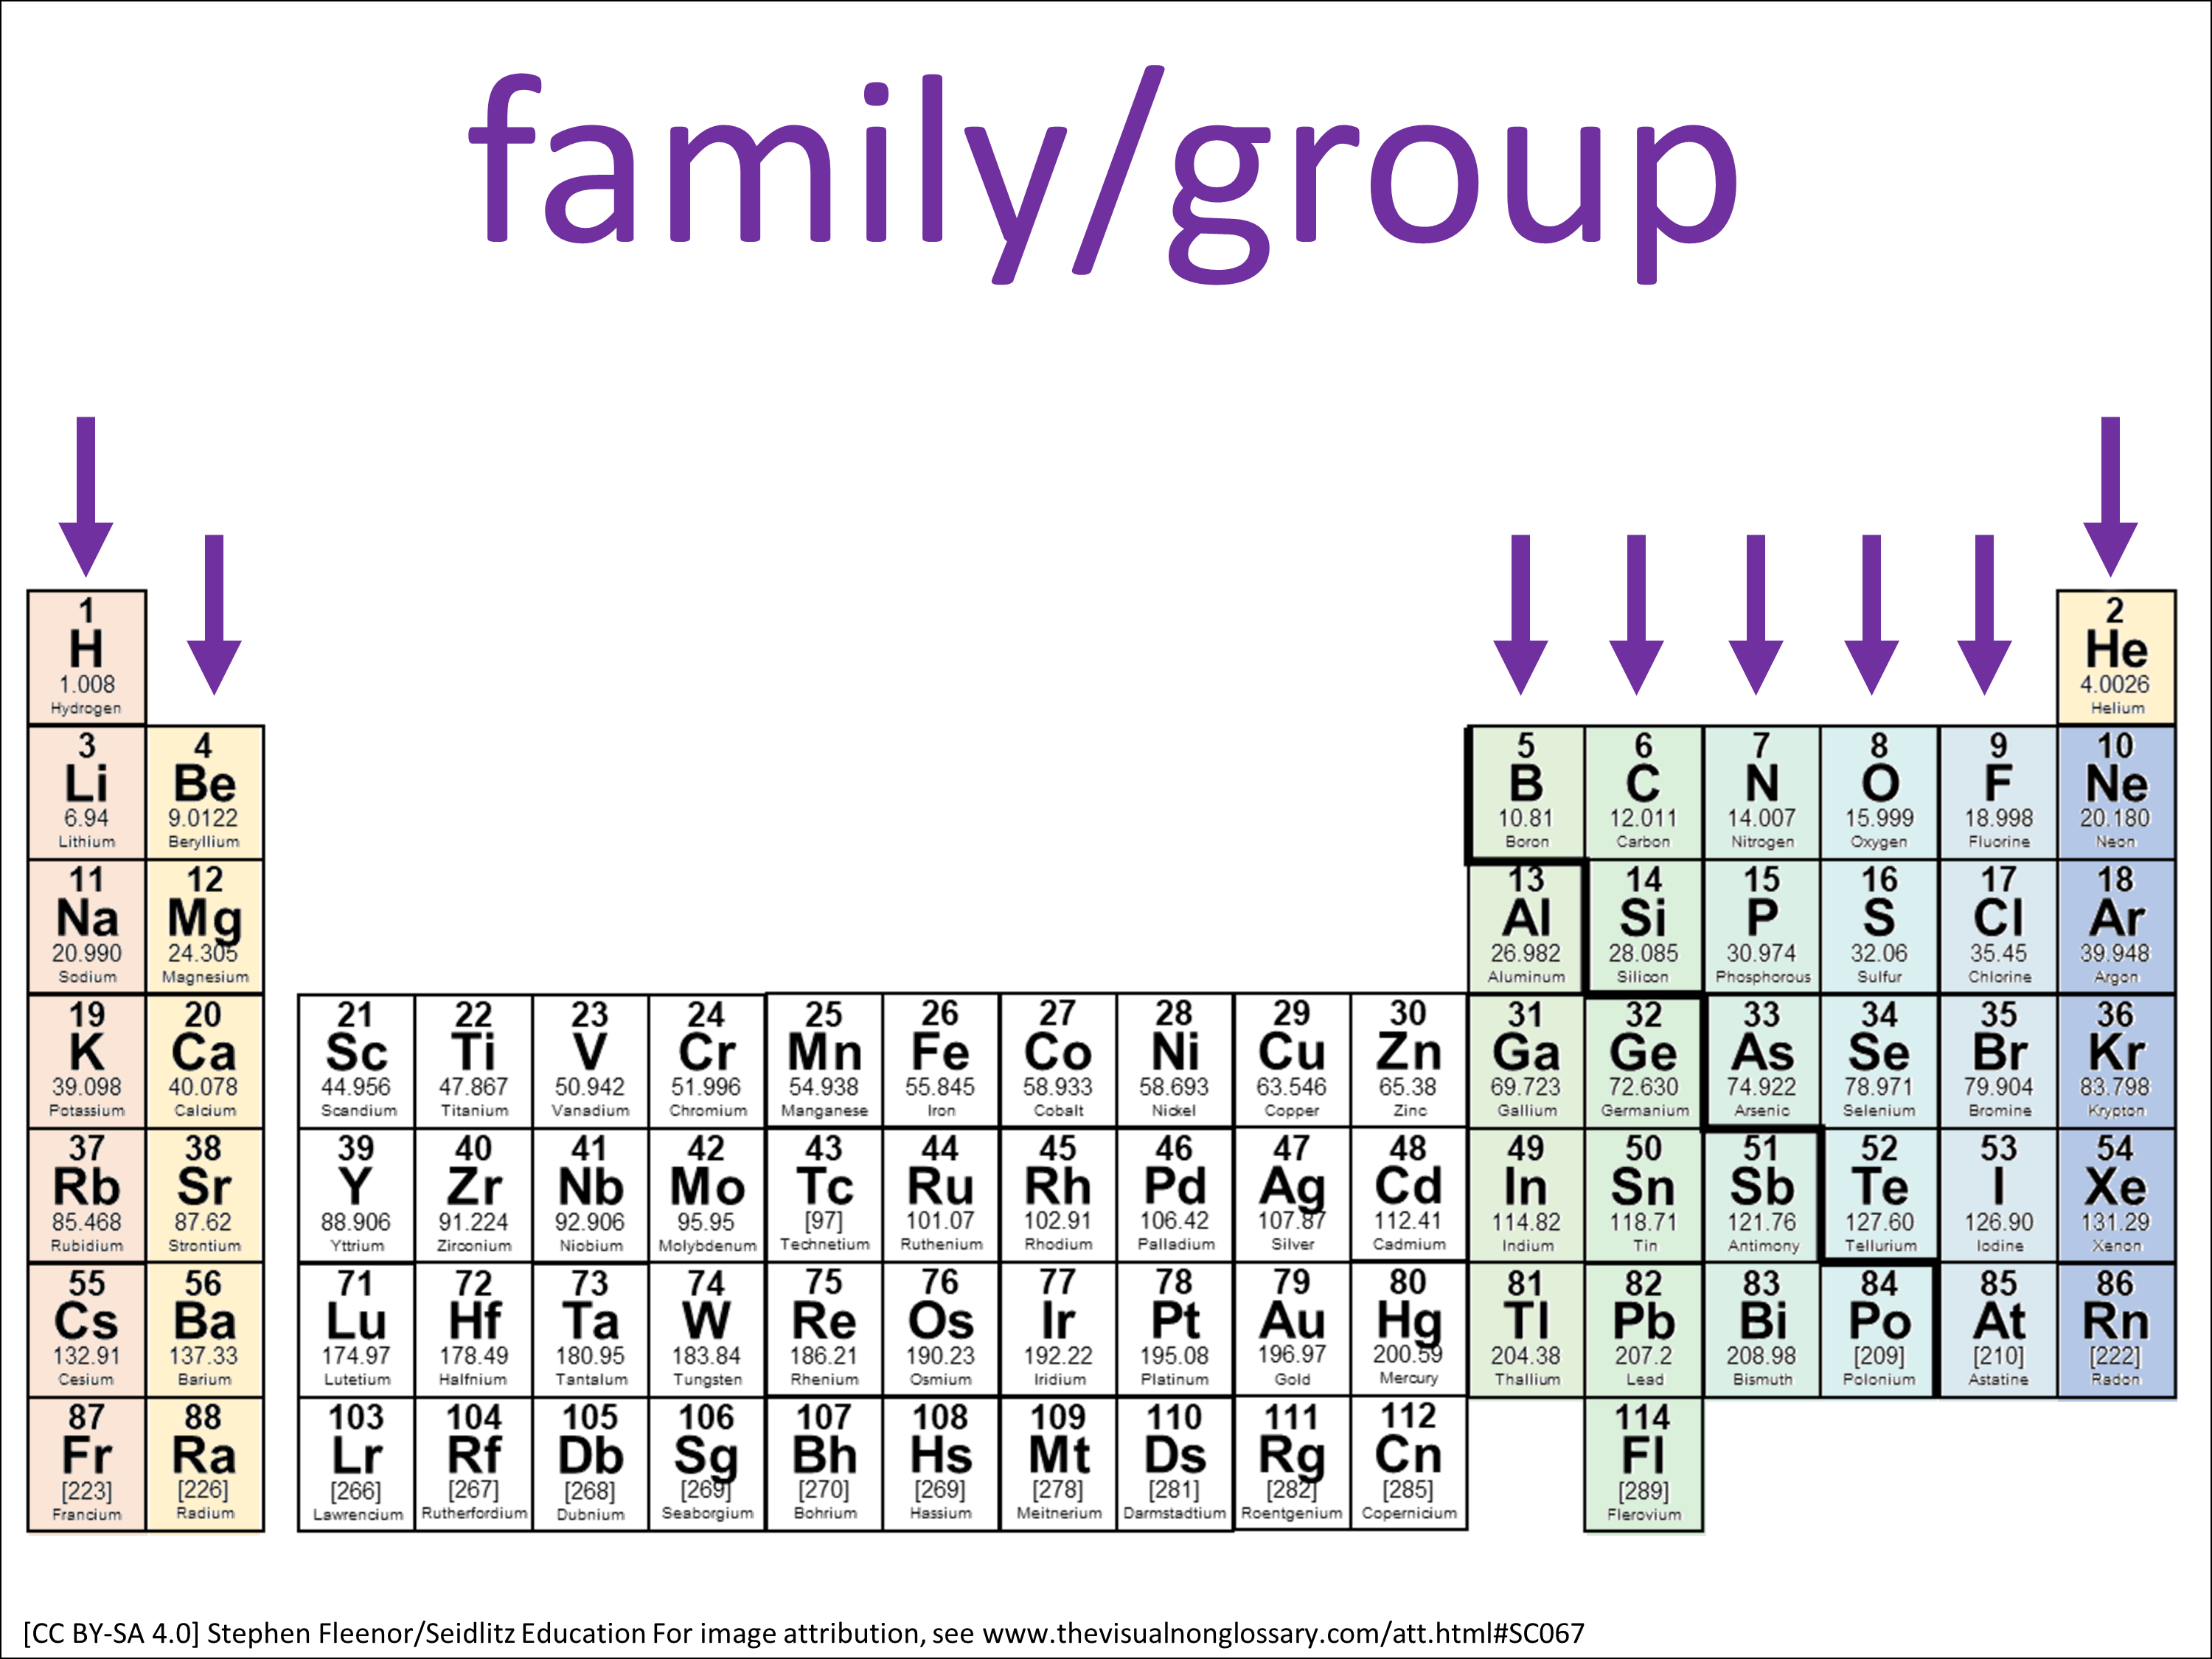 family/group
1 2
H He
1.008 4.0026
Hydrogen Helium
3 4 5 6 7 8 9 10
Li Be B C N O F Ne
6.94 9.0122 10.81 12.011 14.007 15.999 18.998 20.180
Lithium Beryllium Boron Carbon Nitrogen Oxygen Fluorine Neon
11 12 13 14 15 16 17 18
Na Mg Al Si P S Cl Ar
20.990 24.305 26.982 28.085 30.974 32.06 35.45 39.948
Sodium Magnesium Aluminum Silicon Phosphorous Sulfur Chlorine Argon
19 20 21 22 23 24 25 26 27 28 29 30 31 32 33 34 35 36
K Ca Sc Ti V Cr Mn Fe Co Ni Cu Zn Ga Ge As Se Br Kr
39.098 40.078 44.956 47.867 50.942 51.996 54.938 55.845 58.933 58.693 63.546 65.38 69.723 72.630 74.922 78.971 79.904 83.798
Potassium Calcium Scandium Titanium Vanadium Chromium Manganese Iron Cobalt Nickel Copper Zinc Gallium Germanium Arsenic Selenium Bromine Krypton
37 38 39 40 41 42 43 44 45 46 47 48 49 50 51 52 53 54
Rb Sr Y Zr Nb Mo Tc Ru Rh Pd Ag Cd In Sn Sb Te I Xe
85.468 87.62 88.906 91.224 92.906 95.95 [97] 101.07 102.91 106.42 107.87 112.41 114.82 118.71 121.76 127.60 126.90 131.29
Rubidium Strontium Yttrium Zirconium Niobium Molybdenum Technetium Ruthenium Rhodium Palladium Silver Cadmium Indium Tin Antimony Tellurium Iodine Xenon
55 56 71 72 73 74 75 76 77 78 79 80 81 82 83 84 85 86
Cs Ba Lu Hf Ta W Re Os Ir Pt Au Hg Tl Pb Bi Po At Rn
132.91 137.33 174.97 178.49 180.95 183.84 186.21 190.23 192.22 195.08 196.97 200.59 204.38 207.2 208.98 [209] [210] [222]
Cesium Barium Lutetium Halfnium Tantalum Tungsten Rhenium Osmium Iridium Platinum Gold Mercury Thallium Lead Bismuth Polonium Astatine Radon
87 88 103 104 105 106 107 108 109 110 111 112 114
Fr Ra Lr Rf Db Sg Bh Hs Mt Ds Rg Cn Fl
[223] [226] [266] [267] [268] [269] [270] [269] [278] [281] [282] [285] [289]
Francium Radium Lawrencium Rutherfordium Dubnium Seaborgium Bohrium Hassium Meitnerium Darmstadtium Roentgenium Copernicium Flerovium
[CC BY-SA 4.0] Stephen Fleenor/Seidlitz Education For image attribution, see www.thevisualnonglossary.com/att.html#SC067